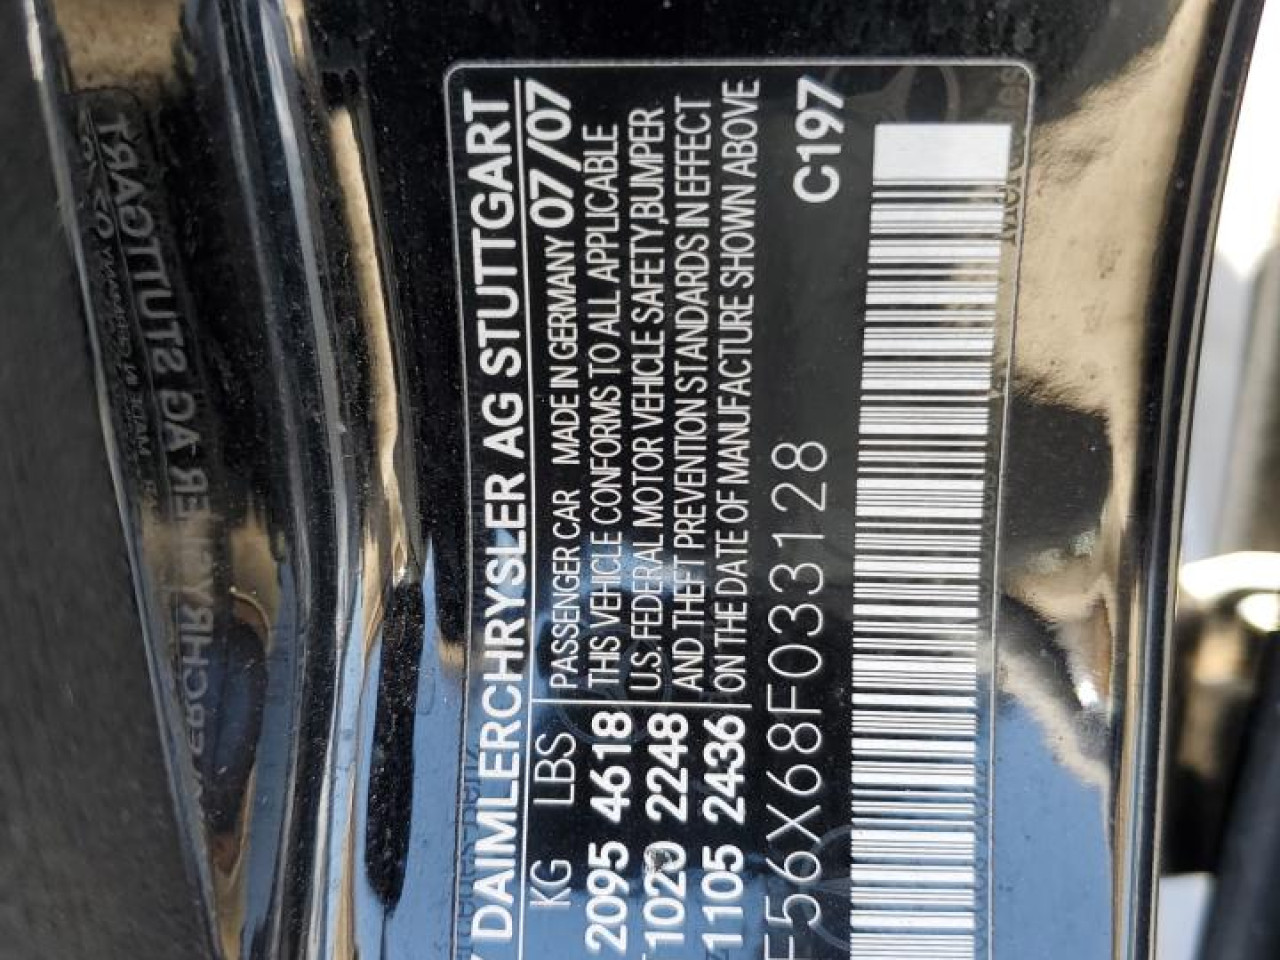 DAIMLERCHRYSLER AG STUTTGART
KG LBS PASSENGER CAR MADE IN GERMANY 07/07
2095 4618 THIS VEHICLE CONFORMS TO ALL APPLICABLE
1020 2248 U.S. FEDERAL MOTOR VEHICLE SAFETY,BUMPER
1105 2436 AND THEFT PREVENTION STANDARDS IN EFFECT
ON THE DATE OF MANUFACTURE SHOWN ABOVE
F56X68F033128 C197